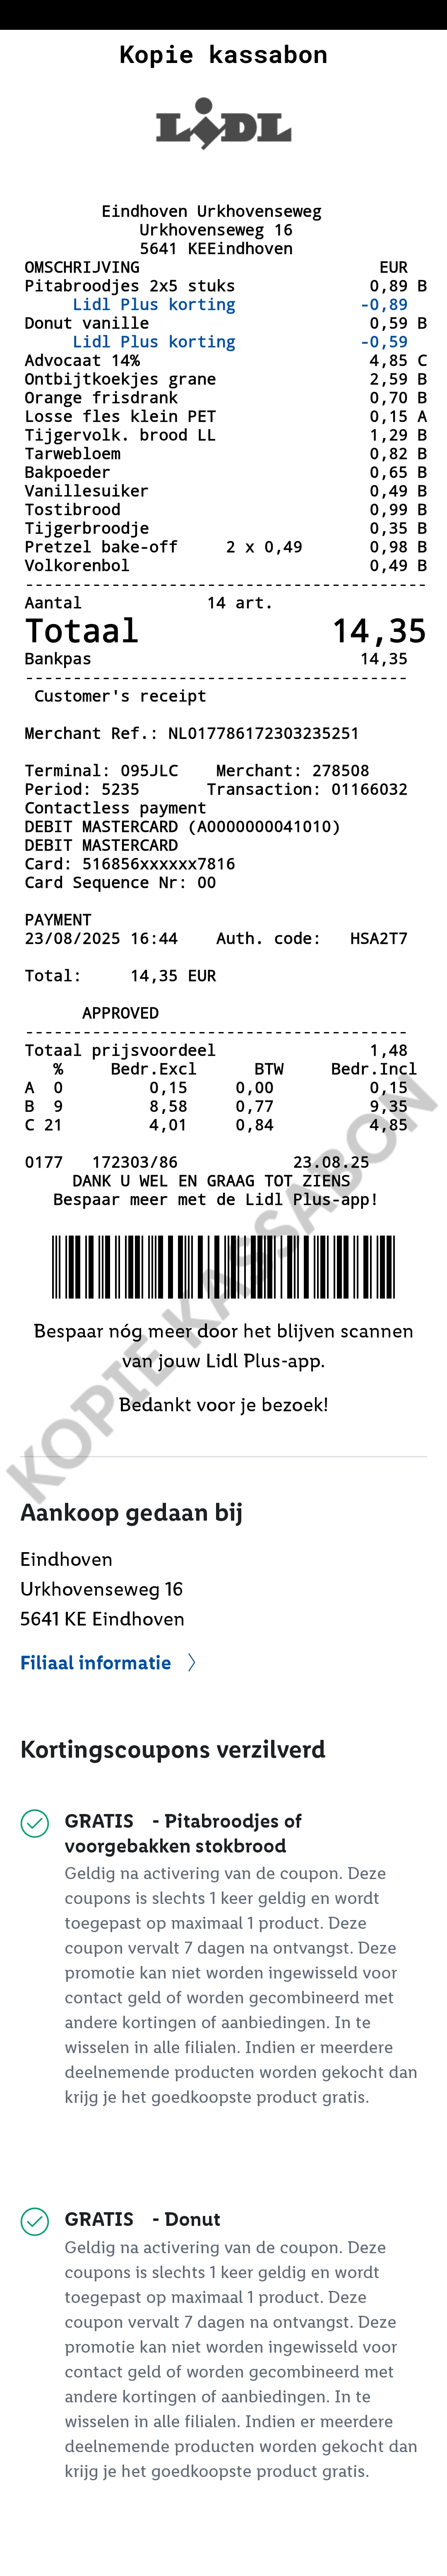 Kopie kassabon
LIDL
Eindhoven Urkhovenseweg
Urkhovenseweg 16
5641 KEEindhoven
OMSCHRIJVING EUR
Pitabroodjes 2x5 stuks 0,89 B
Lidl Plus korting -0,89
Donut vanille 0,59 B
Lidl Plus korting -0,59
Advocaat 14% 4,85 C
Ontbijtkoekjes grane 2,59 B
Orange frisdrank 0,70 B
Losse fles klein PET 0,15 A
Tijgervolk. brood LL 1,29 B
Tarwebloem 0,82 B
Bakpoeder 0,65 B
Vanillesuiker 0,49 B
Tostibrood 0,99 B
Tijgerbroodje 0,35 B
Pretzel bake-off 2 x 0,49 0,98 B
Volkorenbol 0,49 B
------------------------------------------
Aantal 14 art.
Totaal 14,35
Bankpas 14,35
----------------------------------------
Customer's receipt
Merchant Ref.: NL017786172303235251
Terminal: 095JLC Merchant: 278508
Period: 5235 Transaction: 01166032
Contactless payment
DEBIT MASTERCARD (A0000000041010)
DEBIT MASTERCARD
Card: 516856xxxxxx7816
Card Sequence Nr: 00
PAYMENT
23/08/2025 16:44 Auth. code: HSA2T7
Total: 14,35 EUR
APPROVED
----------------------------------------
Totaal prijsvoordeel 1,48
% Bedr.Excl BTW Bedr.Incl
A 0 0,15 0,00 0,15
B 9 8,58 0,77 9,35
C 21 4,01 0,84 4,85
0177 172303/86 23.08.25
DANK U WEL EN GRAAG TOT ZIENS
Bespaar meer met de Lidl Plus-app!
KOPIE KASSABON
Bespaar nóg meer door het blijven scannen
van jouw Lidl Plus-app.
Bedankt voor je bezoek!
Aankoop gedaan bij
Eindhoven
Urkhovenseweg 16
5641 KE Eindhoven
Filiaal informatie
Kortingscoupons verzilverd
GRATIS - Pitabroodjes of
voorgebakken stokbrood
Geldig na activering van de coupon. Deze
coupons is slechts 1 keer geldig en wordt
toegepast op maximaal 1 product. Deze
coupon vervalt 7 dagen na ontvangst. Deze
promotie kan niet worden ingewisseld voor
contact geld of worden gecombineerd met
andere kortingen of aanbiedingen. In te
wisselen in alle filialen. Indien er meerdere
deelnemende producten worden gekocht dan
krijg je het goedkoopste product gratis.
GRATIS - Donut
Geldig na activering van de coupon. Deze
coupons is slechts 1 keer geldig en wordt
toegepast op maximaal 1 product. Deze
coupon vervalt 7 dagen na ontvangst. Deze
promotie kan niet worden ingewisseld voor
contact geld of worden gecombineerd met
andere kortingen of aanbiedingen. In te
wisselen in alle filialen. Indien er meerdere
deelnemende producten worden gekocht dan
krijg je het goedkoopste product gratis.